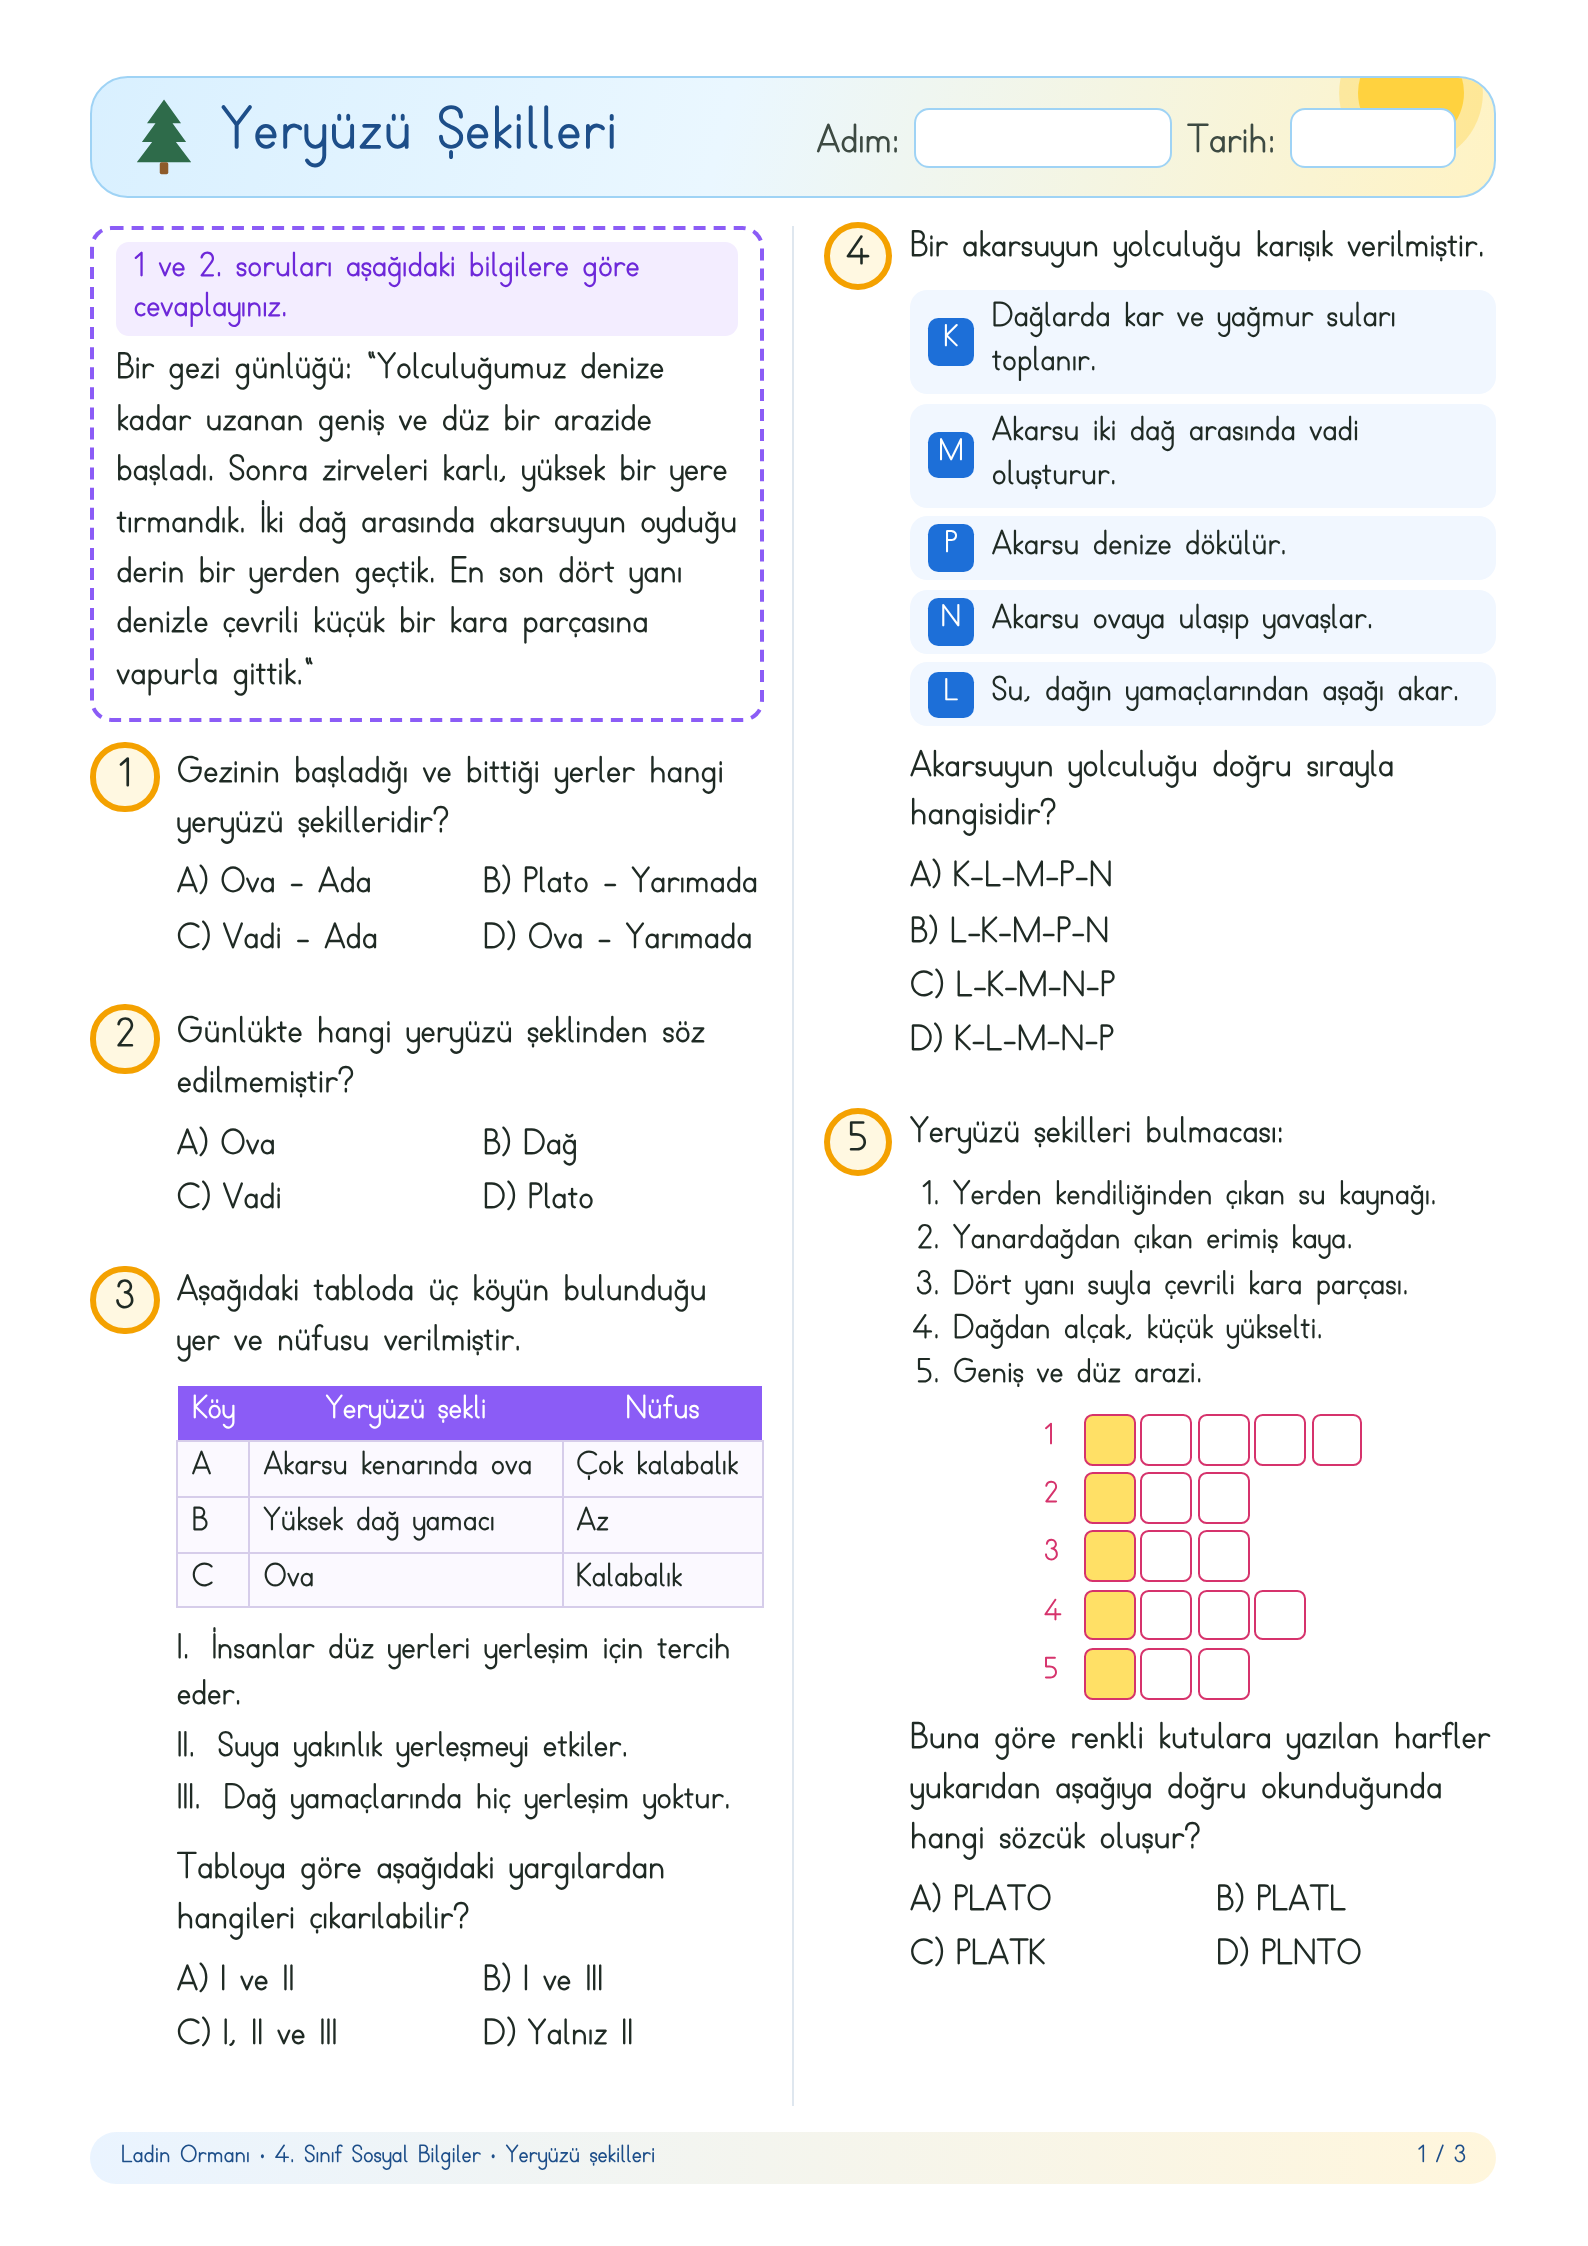 Yeryüzü Şekilleri
Adım:
Tarih:
1 ve 2. soruları aşağıdaki bilgilere göre
cevaplayınız.
Bir gezi günlüğü: "Yolculuğumuz denize
kadar uzanan geniş ve düz bir arazide
başladı. Sonra zirveleri karlı, yüksek bir yere
tırmandık. İki dağ arasında akarsuyun oyduğu
derin bir yerden geçtik. En son dört yanı
denizle çevrili küçük bir kara parçasına
vapurla gittik."
1
Gezinin başladığı ve bittiği yerler hangi
yeryüzü şekilleridir?
A) Ova - Ada
B) Plato - Yarımada
C) Vadi - Ada
D) Ova - Yarımada
2
Günlükte hangi yeryüzü şeklinden söz
edilmemiştir?
A) Ova
B) Dağ
C) Vadi
D) Plato
3
Aşağıdaki tabloda üç köyün bulunduğu
yer ve nüfusu verilmiştir.
Köy Yeryüzü şekli Nüfus
A Akarsu kenarında ova Çok kalabalık
B Yüksek dağ yamacı Az
C Ova Kalabalık
I. İnsanlar düz yerleri yerleşim için tercih
eder.
II. Suya yakınlık yerleşmeyi etkiler.
III. Dağ yamaçlarında hiç yerleşim yoktur.
Tabloya göre aşağıdaki yargılardan
hangileri çıkarılabilir?
A) I ve II
B) I ve III
C) I, II ve III
D) Yalnız II
4
Bir akarsuyun yolculuğu karışık verilmiştir.
K
Dağlarda kar ve yağmur suları
toplanır.
M
Akarsu iki dağ arasında vadi
oluşturur.
P
Akarsu denize dökülür.
N
Akarsu ovaya ulaşıp yavaşlar.
L
Su, dağın yamaçlarından aşağı akar.
Akarsuyun yolculuğu doğru sırayla
hangisidir?
A) K-L-M-P-N
B) L-K-M-P-N
C) L-K-M-N-P
D) K-L-M-N-P
5
Yeryüzü şekilleri bulmacası:
1. Yerden kendiliğinden çıkan su kaynağı.
2. Yanardağdan çıkan erimiş kaya.
3. Dört yanı suyla çevrili kara parçası.
4. Dağdan alçak, küçük yükselti.
5. Geniş ve düz arazi.
1
2
3
4
5
Buna göre renkli kutulara yazılan harfler
yukarıdan aşağıya doğru okunduğunda
hangi sözcük oluşur?
A) PLATO
B) PLATL
C) PLATK
D) PLNTO
Ladin Ormanı • 4. Sınıf Sosyal Bilgiler • Yeryüzü şekilleri
1 / 3